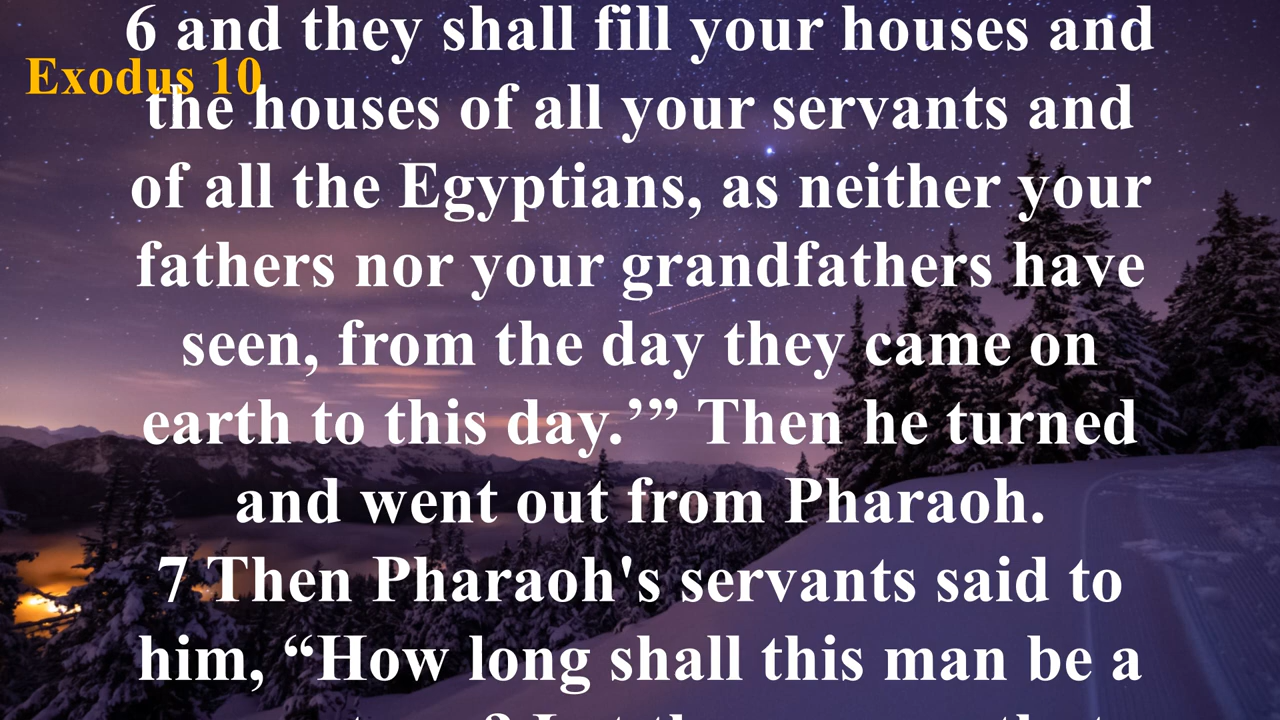 6 and they shall fill your houses and
Exodus 10
the houses of all your servants and
of all the Egyptians, as neither your
fathers nor your grandfathers have
seen, from the day they came on
earth to this day.’” Then he turned
and went out from Pharaoh.
7 Then Pharaoh's servants said to
him, “How long shall this man be a